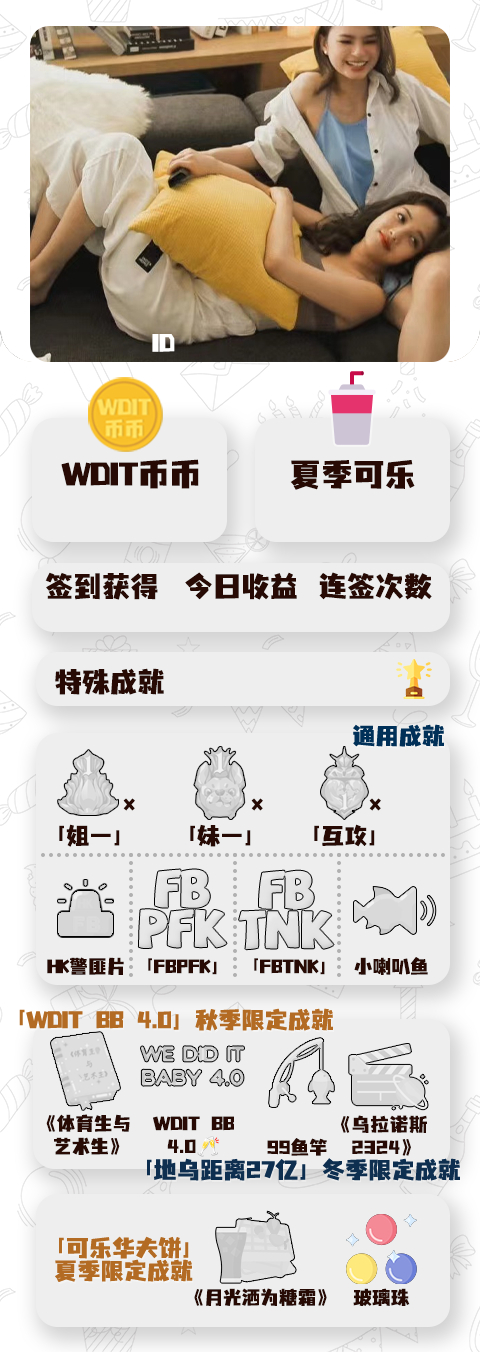 ID
WDIT
币币
WDIT币币
夏季可乐
签到获得 今日收益 连签次数
特殊成就
通用成就
1 × 1 × 1 ×
「姐一」 「妹一」 「互攻」
FB
PFK
FB
TNK
HK警匪片 「FBPFK」 「FBTNK」 小喇叭鱼
「WDIT BB 4.0」秋季限定成就
WE DID IT
BABY 4.0
《体育生与
艺术生》
WDIT BB
4.0
99鱼竿
《乌拉诺斯
2324》
「地乌距离27亿」冬季限定成就
「可乐华夫饼」
夏季限定成就
《月光洒为糖霜》 玻璃珠